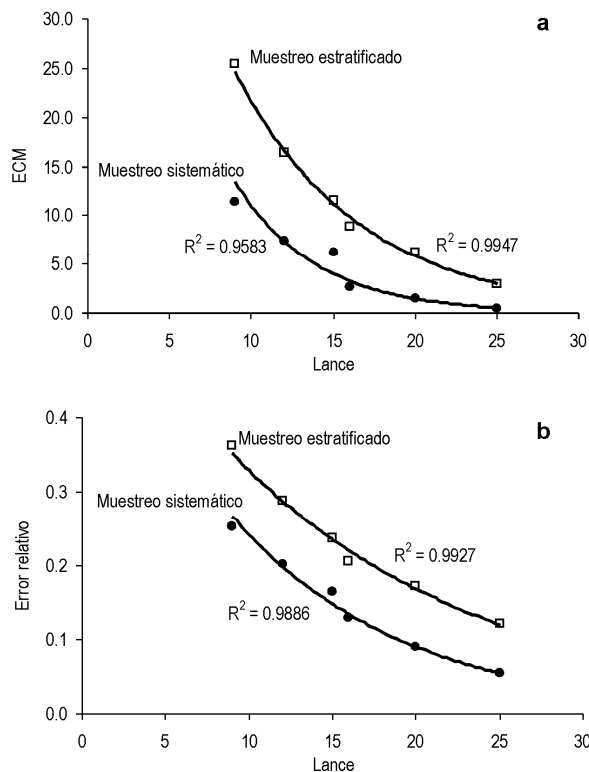 a
30.0
25.0
20.0
15.0
10.0
5.0
0.0
ECM
Muestreo estratificado
Muestreo sistemático
R² = 0.9583
R² = 0.9947
0 5 10 15 20 25 30
Lance
b
0.4
0.3
0.2
0.1
0.0
Error relativo
Muestreo estratificado
Muestreo sistemático
R² = 0.9927
R² = 0.9886
0 5 10 15 20 25 30
Lance